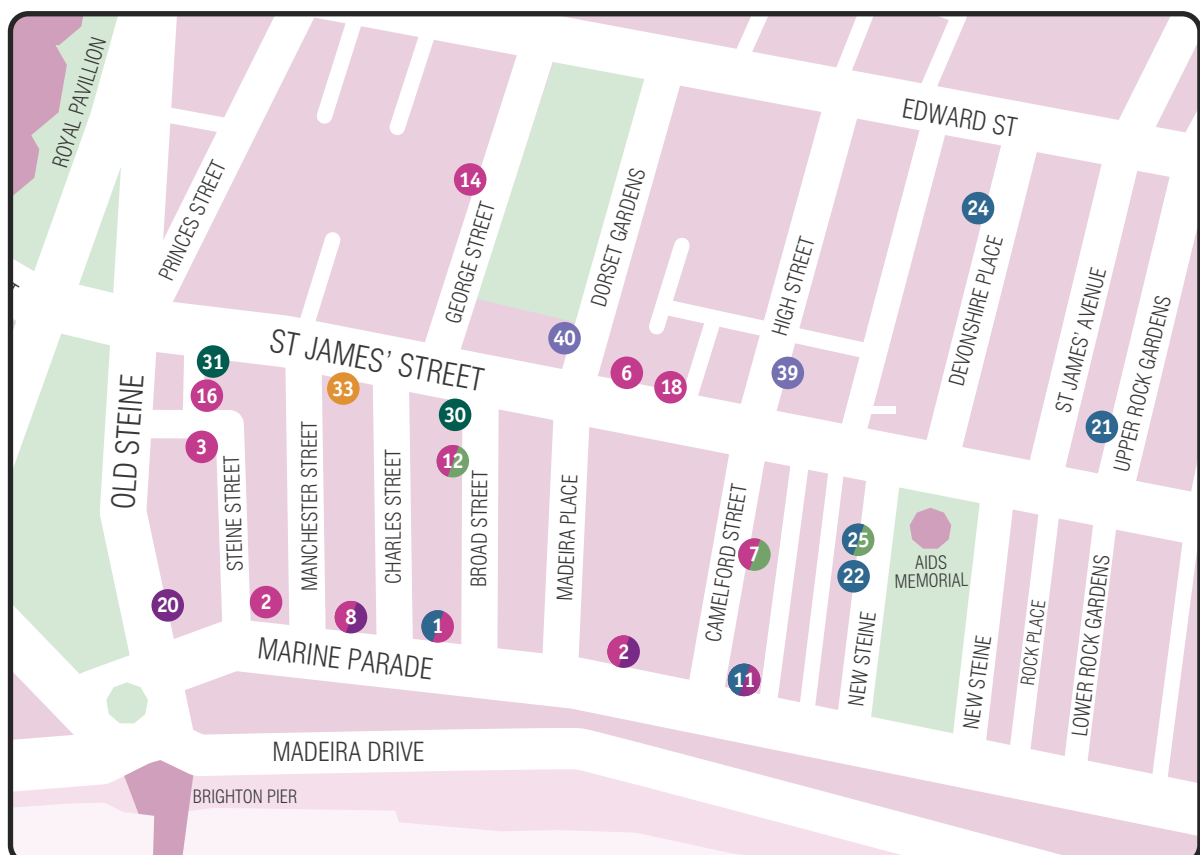 ROYAL PAVILLION
EDWARD ST
PRINCES STREET
14
GEORGE STREET
DORSET GARDENS
24
HIGH STREET
DEVONSHIRE PLACE
ST JAMES' AVENUE
UPPER ROCK GARDENS
ST JAMES' STREET
40
31
16
33
6
18
39
30
21
OLD STEINE
3
12
STEINE STREET
MANCHESTER STREET
CHARLES STREET
BROAD STREET
MADEIRA PLACE
CAMELFORD STREET
7
25
22
AIDS
MEMORIAL
20
2
8
1
2
11
NEW STEINE
NEW STEINE
ROCK PLACE
LOWER ROCK GARDENS
MARINE PARADE
MADEIRA DRIVE
BRIGHTON PIER